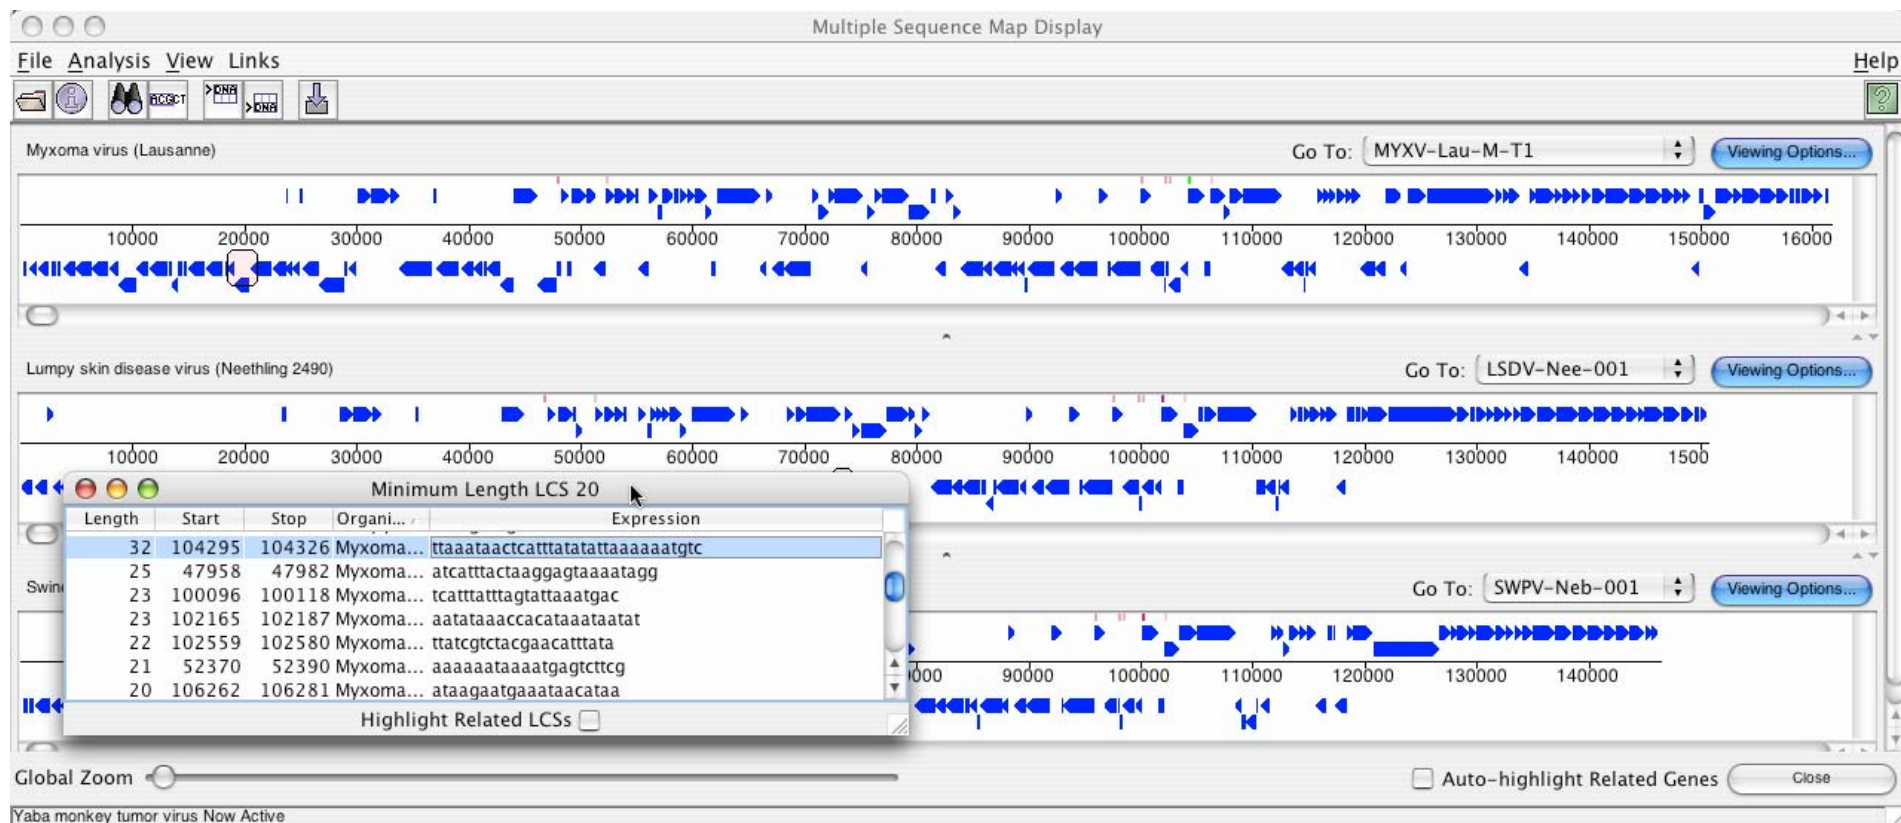 Multiple Sequence Map Display
File Analysis View Links Help
ACGCT >DNA >DNA
Myxoma virus (Lausanne) Go To: MYXV-Lau-M-T1 Viewing Options...
10000 20000 30000 40000 50000 60000 70000 80000 90000 100000 110000 120000 130000 140000 150000 16000
Lumpy skin disease virus (Neethling 2490) Go To: LSDV-Nee-001 Viewing Options...
10000 20000 30000 40000 50000 60000 70000 80000 90000 100000 110000 120000 130000 140000 1500
Minimum Length LCS 20
Length Start Stop Organi... Expression
32 104295 104326 Myxoma... ttaaataactcatttatatattaaaaaatgtc
25 47958 47982 Myxoma... atcatttactaaggagtaaaatagg
23 100096 100118 Myxoma... tcatttatttagtattaaatgac
23 102165 102187 Myxoma... aatataaaccacataaataatat
22 102559 102580 Myxoma... ttatcgtctacgaacatttata
21 52370 52390 Myxoma... aaaaaataaaatgagtcttcg
20 106262 106281 Myxoma... ataagaatgaaataacataa
Highlight Related LCSs
Swin Go To: SWPV-Neb-001 Viewing Options...
000 90000 100000 110000 120000 130000 140000
Global Zoom Auto-highlight Related Genes Close
Yaba monkey tumor virus Now Active